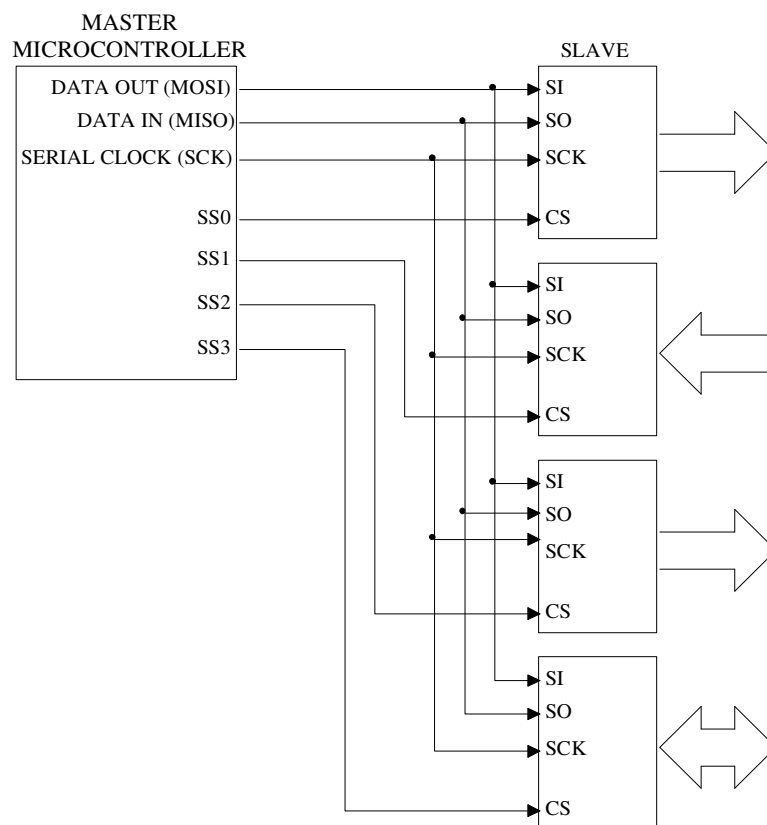 MASTER
MICROCONTROLLER
DATA OUT (MOSI)
DATA IN (MISO)
SERIAL CLOCK (SCK)
SS0
SS1
SS2
SS3
SLAVE
SI
SO
SCK
CS
SI
SO
SCK
CS
SI
SO
SCK
CS
SI
SO
SCK
CS